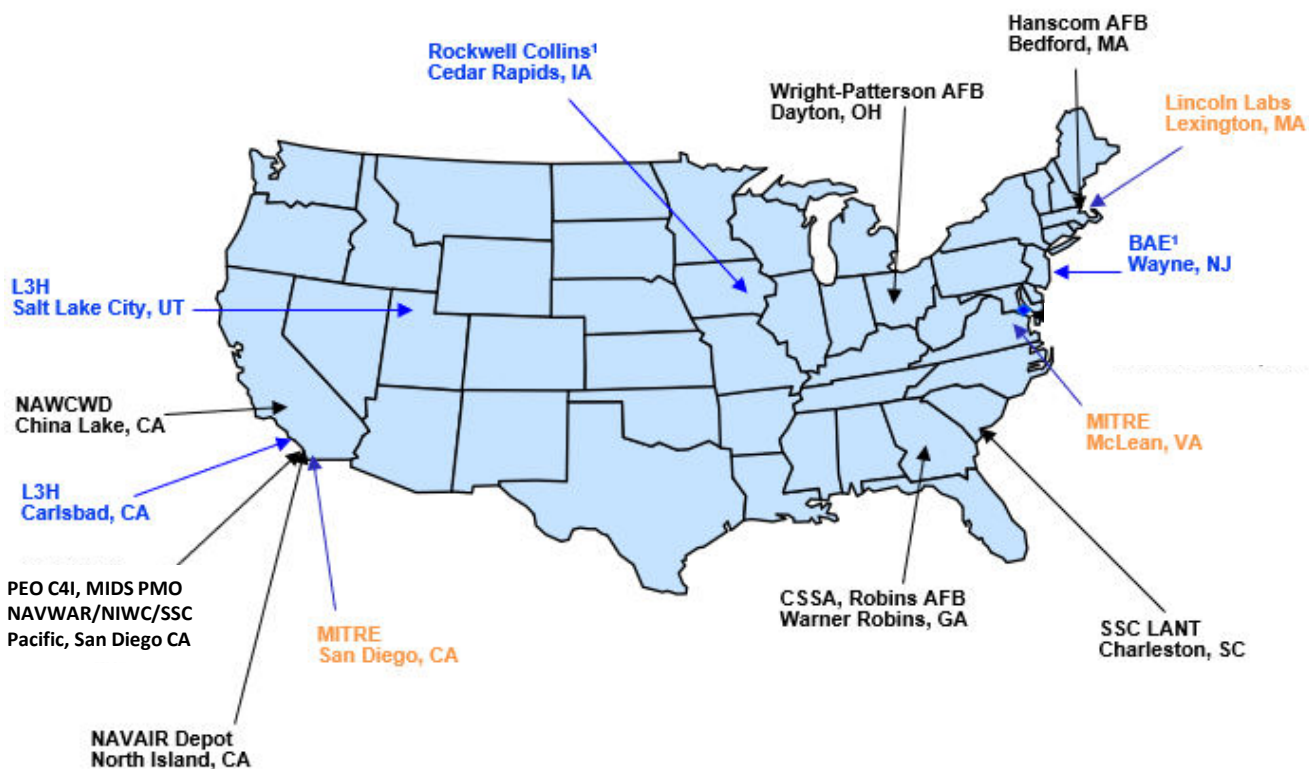 Hanscom AFB
Bedford, MA
Rockwell Collins¹
Cedar Rapids, IA
Wright-Patterson AFB
Dayton, OH
Lincoln Labs
Lexington, MA
BAE¹
Wayne, NJ
L3H
Salt Lake City, UT
NAWCWD
China Lake, CA
MITRE
McLean, VA
L3H
Carlsbad, CA
PEO C4I, MIDS PMO
NAVWAR/NIWC/SSC
Pacific, San Diego CA
MITRE
San Diego, CA
CSSA, Robins AFB
Warner Robins, GA
SSC LANT
Charleston, SC
NAVAIR Depot
North Island, CA